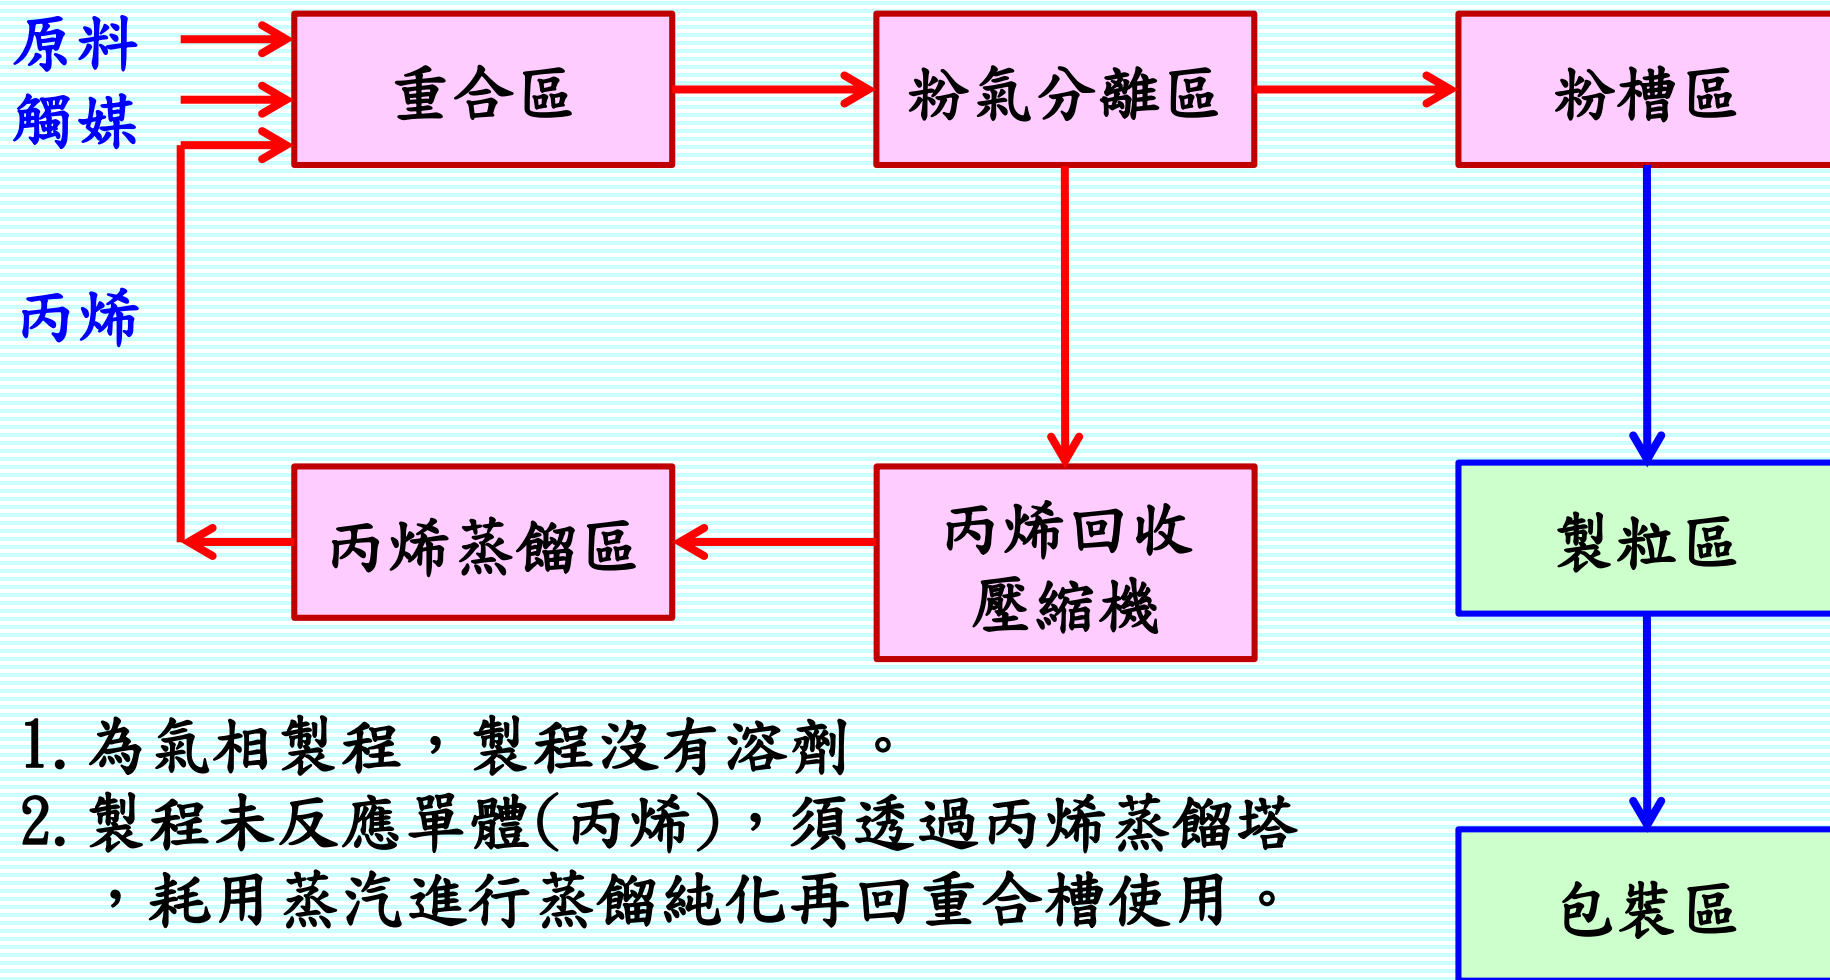 原料
觸媒
重合區
粉氣分離區
粉槽區
丙烯
丙烯蒸餾區
丙烯回收
壓縮機
製粒區
1.為氣相製程，製程沒有溶劑。
2.製程未反應單體(丙烯)，須透過丙烯蒸餾塔
，耗用蒸汽進行蒸餾純化再回重合槽使用。
包裝區